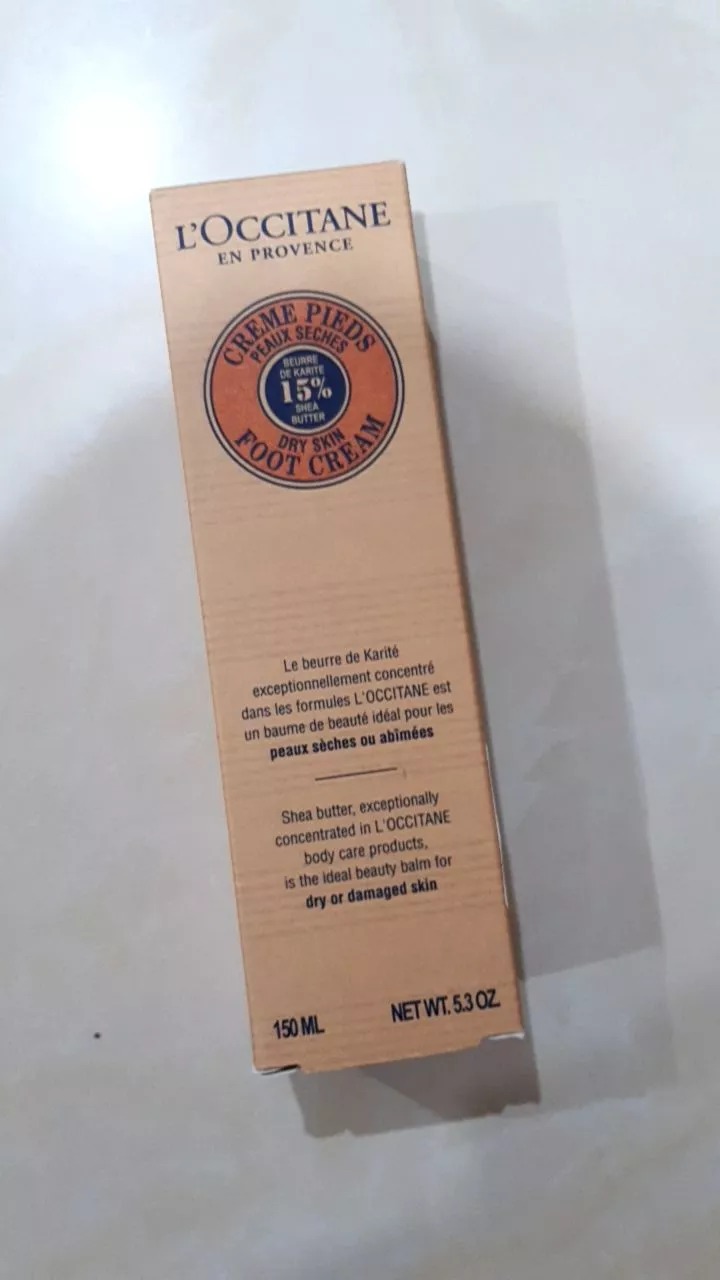 L'OCCITANE
EN PROVENCE
CREME PIEDS
PEAUX SECHES
BEURRE
DE KARITE
15%
SHEA
BUTTER
DRY SKIN
FOOT CREAM
Le beurre de Karité
exceptionnellement concentré
dans les formules L'OCCITANE est
un baume de beauté idéal pour les
peaux sèches ou abîmées
Shea butter, exceptionally
concentrated in L'OCCITANE
body care products,
is the ideal beauty balm for
dry or damaged skin
150 ML NET WT. 5.3 OZ.